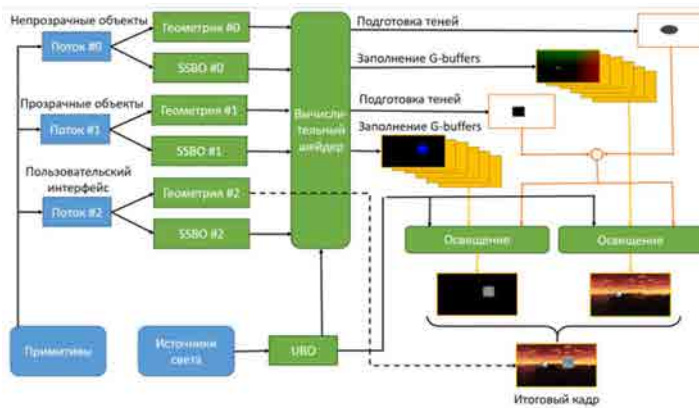 Непрозрачные объекты
Поток #0
Геометрия #0
SSBO #0
Прозрачные объекты
Поток #1
Геометрия #1
SSBO #1
Пользовательский
интерфейс
Поток #2
Геометрия #2
SSBO #2
Вычисли-
тельный
шейдер
Подготовка теней
Заполнение G-buffers
Подготовка теней
Заполнение G-buffers
Освещение
Освещение
Примитивы
Источники
света
UBO
Итоговый кадр